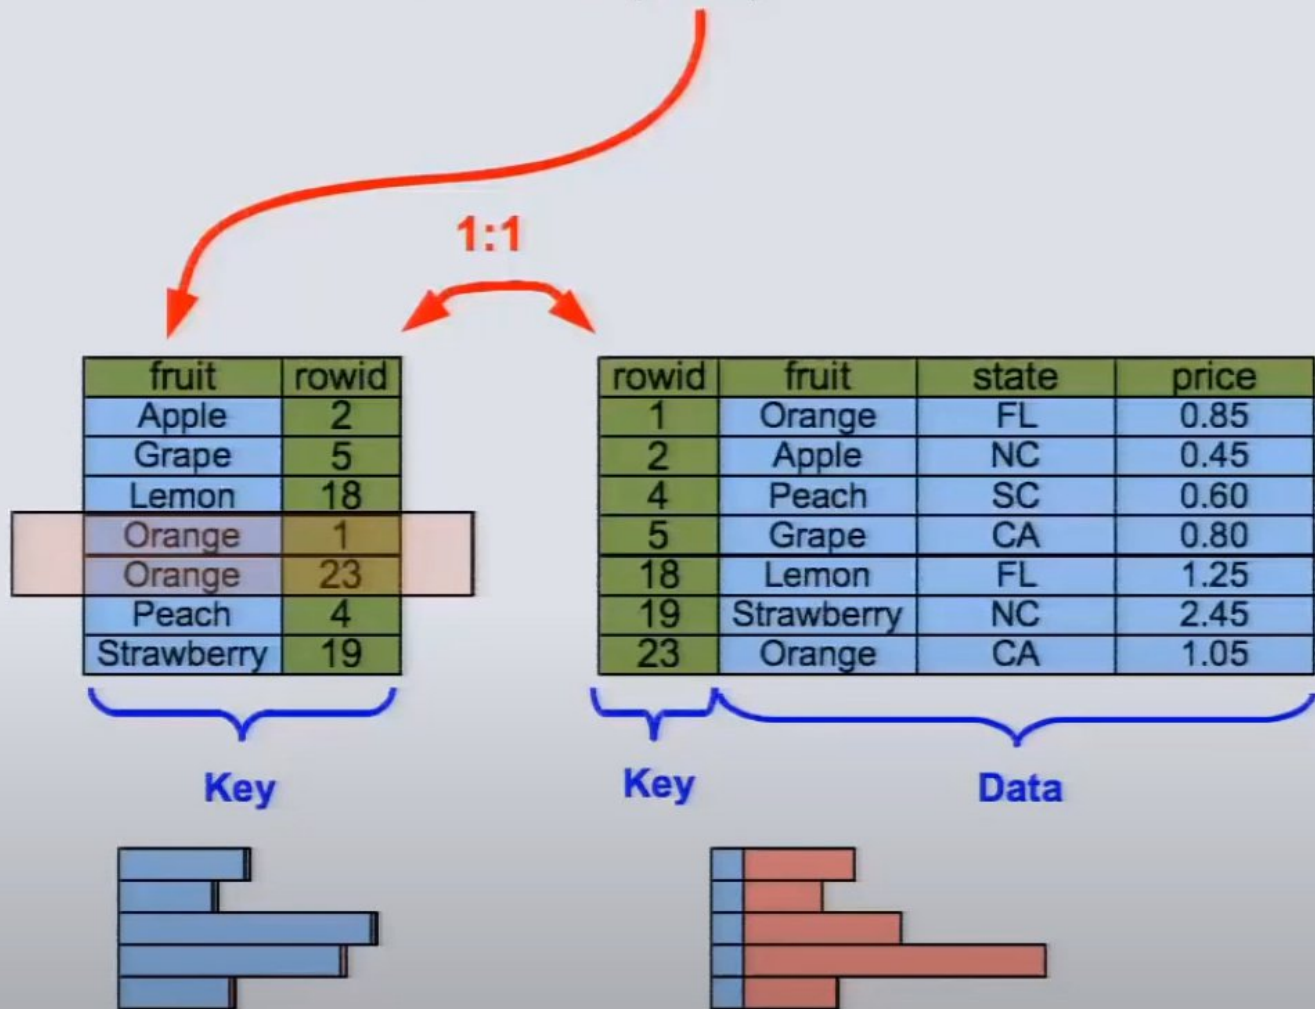 1:1
fruit rowid
Apple 2
Grape 5
Lemon 18
Orange 1
Orange 23
Peach 4
Strawberry 19
Key
rowid fruit state price
1 Orange FL 0.85
2 Apple NC 0.45
4 Peach SC 0.60
5 Grape CA 0.80
18 Lemon FL 1.25
19 Strawberry NC 2.45
23 Orange CA 1.05
Key Data